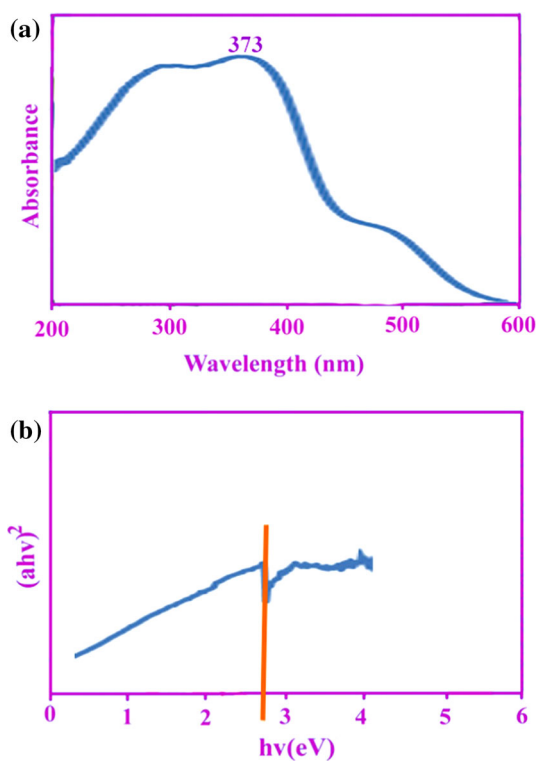 (a)
373
Absorbance
200 300 400 500 600
Wavelength (nm)
(b)
(ahv)²
0 1 2 3 4 5 6
hv(eV)